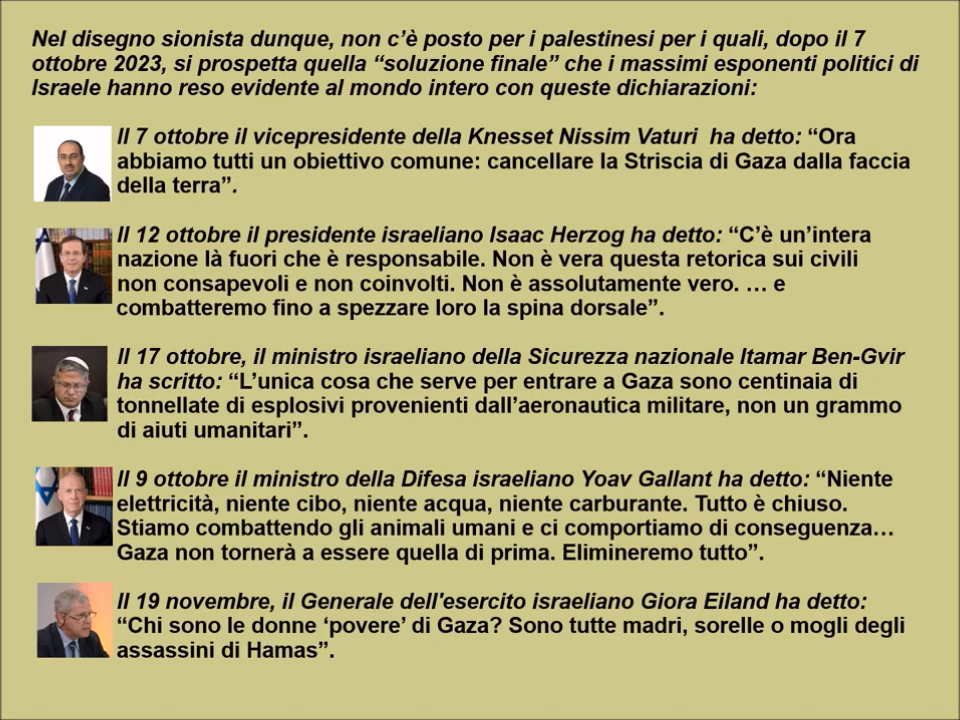 Nel disegno sionista dunque, non c’è posto per i palestinesi per i quali, dopo il 7
ottobre 2023, si prospetta quella “soluzione finale” che i massimi esponenti politici di
Israele hanno reso evidente al mondo intero con queste dichiarazioni:
Il 7 ottobre il vicepresidente della Knesset Nissim Vaturi ha detto: “Ora
abbiamo tutti un obiettivo comune: cancellare la Striscia di Gaza dalla faccia
della terra”.
Il 12 ottobre il presidente israeliano Isaac Herzog ha detto: “C’è un’intera
nazione là fuori che è responsabile. Non è vera questa retorica sui civili
non consapevoli e non coinvolti. Non è assolutamente vero. … e
combatteremo fino a spezzare loro la spina dorsale”.
Il 17 ottobre, il ministro israeliano della Sicurezza nazionale Itamar Ben-Gvir
ha scritto: “L’unica cosa che serve per entrare a Gaza sono centinaia di
tonnellate di esplosivi provenienti dall’aeronautica militare, non un grammo
di aiuti umanitari”.
Il 9 ottobre il ministro della Difesa israeliano Yoav Gallant ha detto: “Niente
elettricità, niente cibo, niente acqua, niente carburante. Tutto è chiuso.
Stiamo combattendo gli animali umani e ci comportiamo di conseguenza…
Gaza non tornerà a essere quella di prima. Elimineremo tutto”.
Il 19 novembre, il Generale dell'esercito israeliano Giora Eiland ha detto:
“Chi sono le donne ‘povere’ di Gaza? Sono tutte madri, sorelle o mogli degli
assassini di Hamas”.